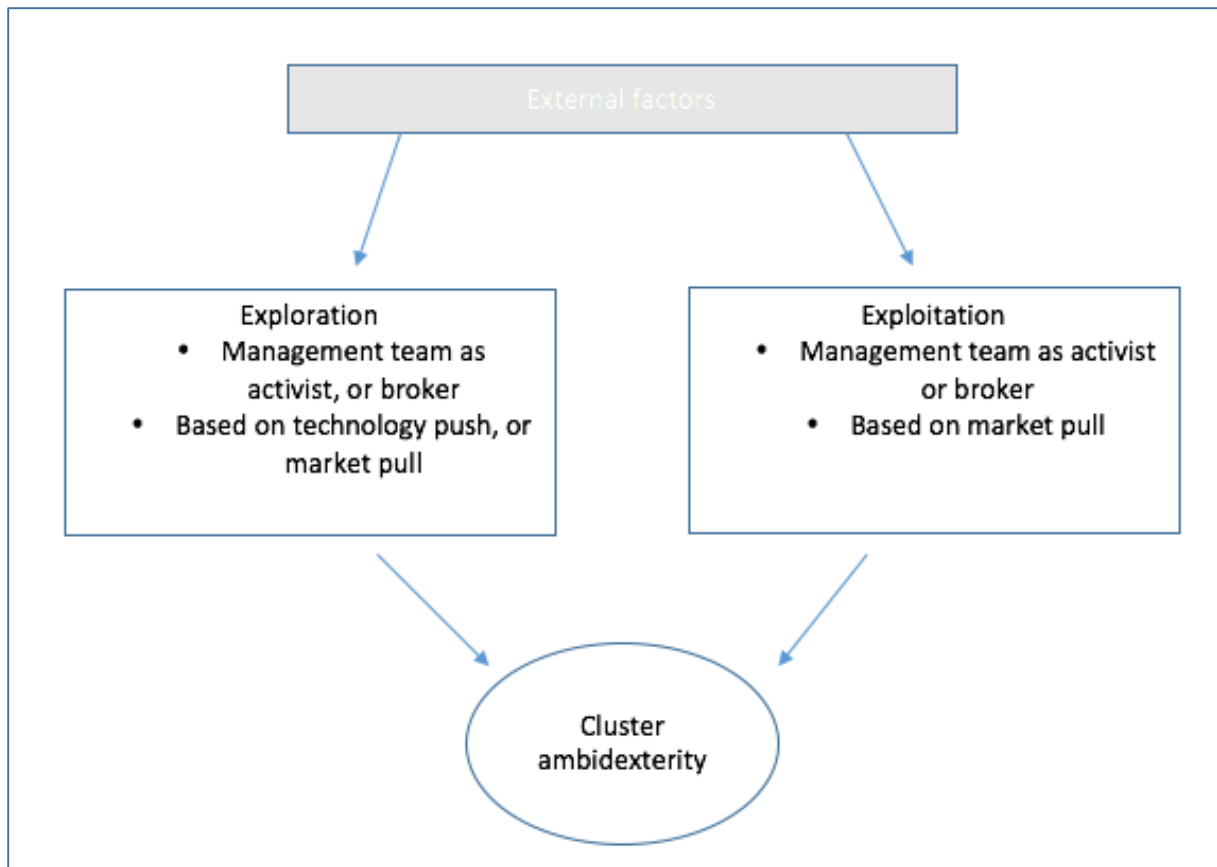 External factors
Exploration
• Management team as
activist, or broker
• Based on technology push, or
market pull
Exploitation
• Management team as activist
or broker
• Based on market pull
Cluster
ambidexterity